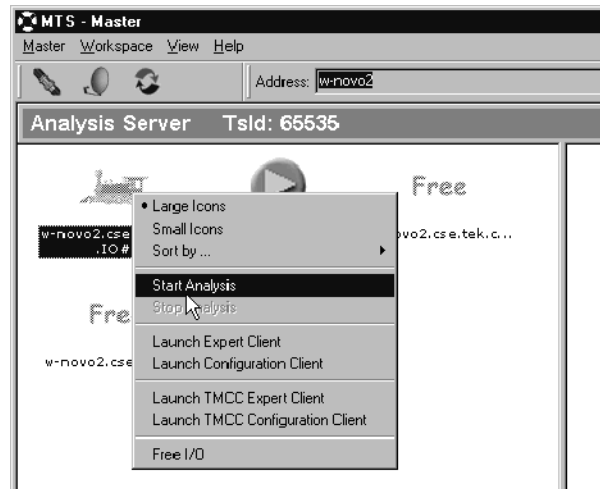 MTS - Master
Master Workspace View Help
Address: w-novo2
Analysis Server TsId: 65535
Free
w-novo2.cse
.IO #
ovo2.cse.tek.c...
• Large Icons
Small Icons
Sort by ...
Start Analysis
Stop Analysis
Fre
w-novo2.cse
Launch Expert Client
Launch Configuration Client
Launch TMCC Expert Client
Launch TMCC Configuration Client
Free I/O